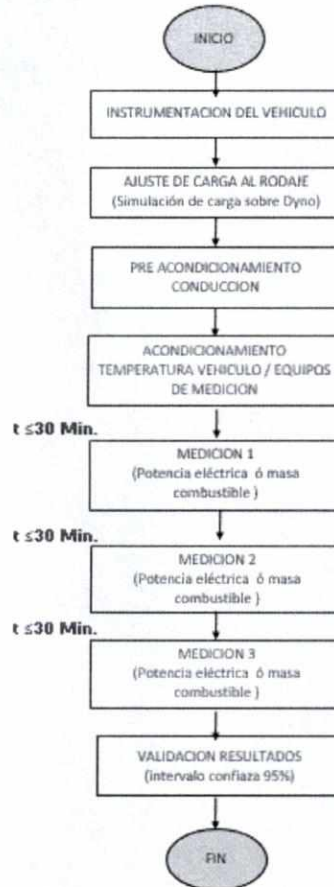 INICIO
INSTRUMENTACION DEL VEHICULO
AJUSTE DE CARGA AL RODAJE
(Simulación de carga sobre Dyno)
PRE ACONDICIONAMIENTO
CONDUCCION
ACONDICIONAMIENTO
TEMPERATURA VEHICULO / EQUIPOS
DE MEDICION
t ≤30 Min.
MEDICION 1
(Potencia eléctrica ó masa
combustible )
t ≤30 Min.
MEDICION 2
(Potencia eléctrica ó masa
combustible )
t ≤30 Min.
MEDICION 3
(Potencia eléctrica ó masa
combustible )
VALIDACION RESULTADOS
(intervalo confiaza 95%)
FIN